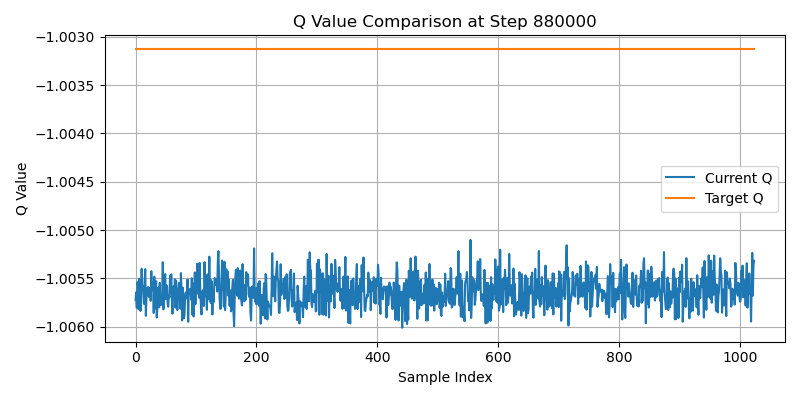 Q Value Comparison at Step 880000
Q Value
−1.0030
−1.0035
−1.0040
−1.0045
−1.0050
−1.0055
−1.0060
Current Q
Target Q
0
200
400
600
800
1000
Sample Index